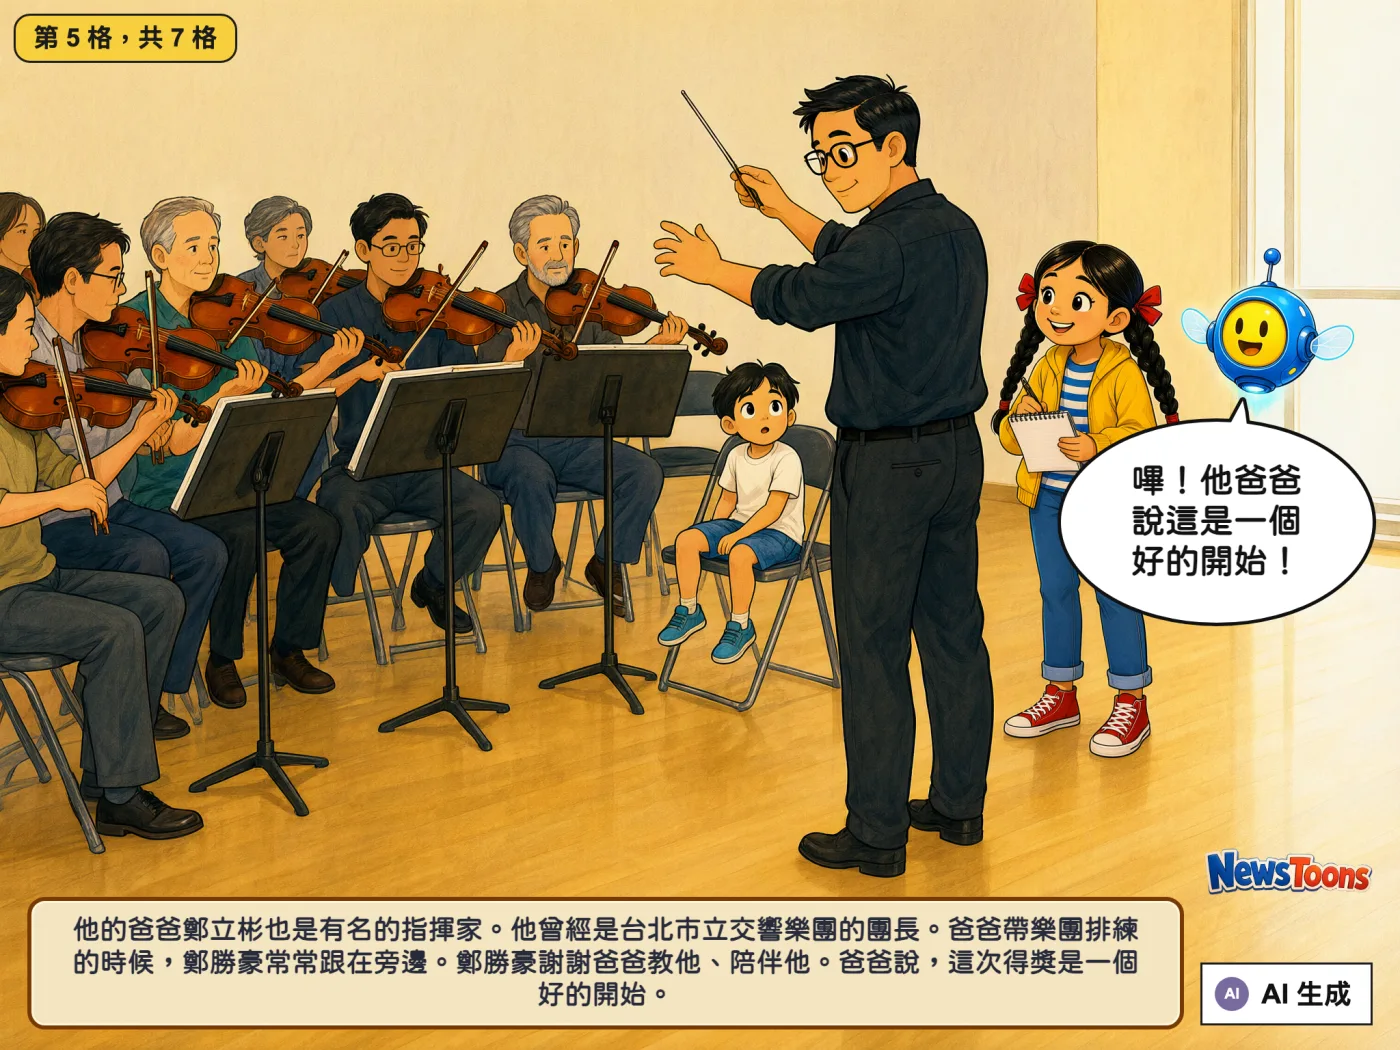 第 5 格，共 7 格
嗶！他爸爸
說這是一個
好的開始！
NewsToons
他的爸爸鄭立彬也是有名的指揮家。他曾經是台北市立交響樂團的團長。爸爸帶樂團排練
的時候，鄭勝豪常常跟在旁邊。鄭勝豪謝謝爸爸教他、陪伴他。爸爸說，這次得獎是一個
好的開始。
AI AI 生成